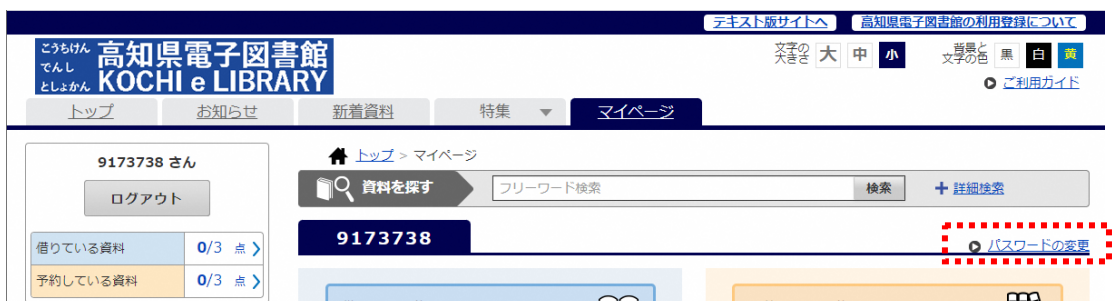 テキスト版サイトへ 高知県電子図書館の利用登録について
こうちけん
でんし
としょかん
高知県電子図書館
KOCHI e LIBRARY
文字の大きさ 大 中 小 背景と文字の色 黒 白 黄
ご利用ガイド
トップ お知らせ 新着資料 特集 ▼ マイページ
9173738 さん
ログアウト
借りている資料 0/3 点
予約している資料 0/3 点
トップ > マイページ
資料を探す フリーワード検索 検索 + 詳細検索
9173738 パスワードの変更